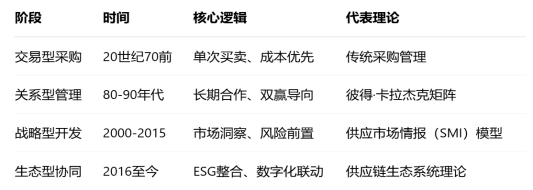 阶段 时间 核心逻辑 代表理论
交易型采购 20世纪70前 单次买卖、成本优先 传统采购管理
关系型管理 80-90年代 长期合作、双赢导向 彼得·卡拉杰克矩阵
战略型开发 2000-2015 市场洞察、风险前置 供应市场情报（SMI）模型
生态型协同 2016至今 ESG整合、数字化联动 供应链生态系统理论